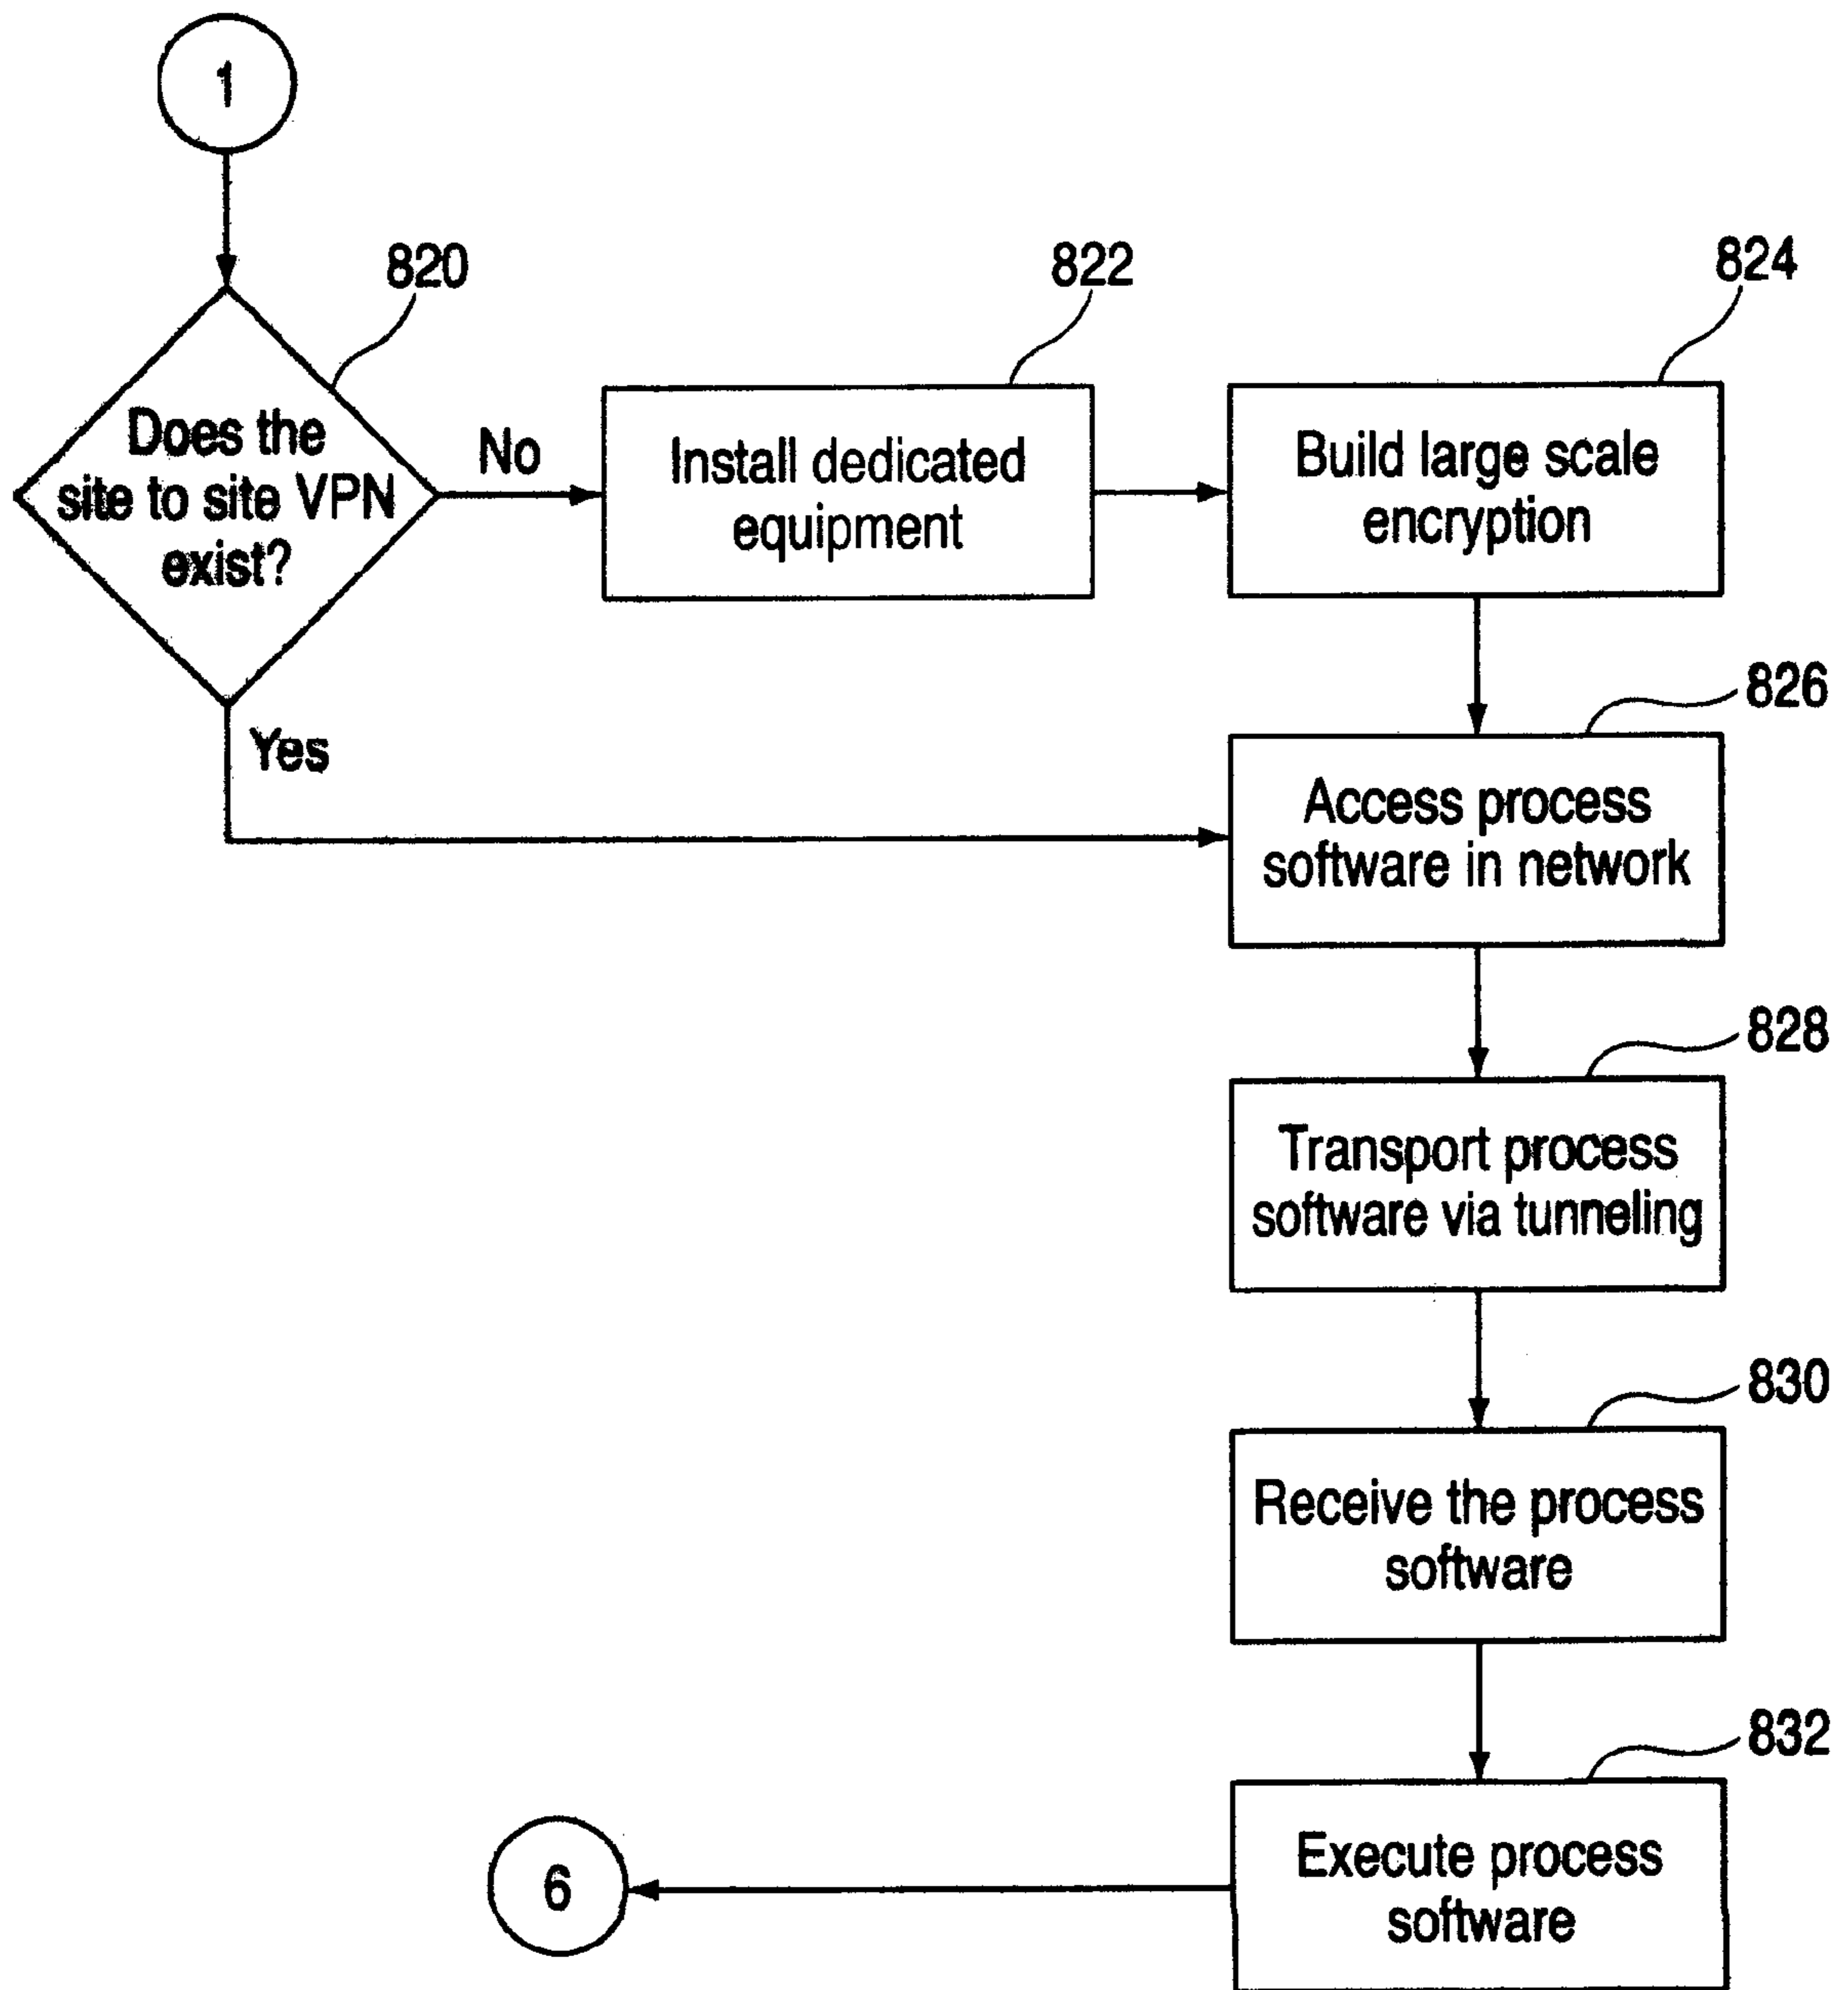 1
820
822
824
Does the
site to site VPN
exist?
No
Install dedicated
equipment
Build large scale
encryption
Yes
826
Access process
software in network
828
Transport process
software via tunneling
830
Receive the process
software
832
Execute process
software
6